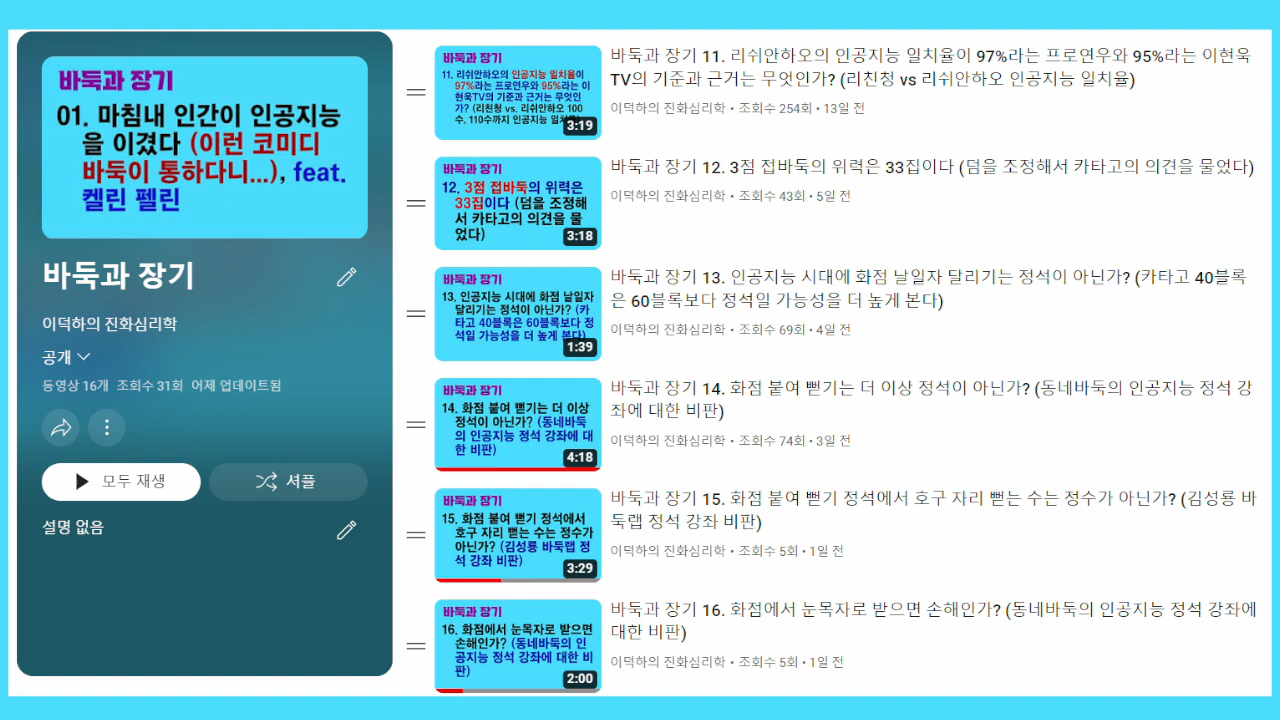 바둑과 장기
01. 마침내 인간이 인공지능
을 이겼다 (이런 코미디
바둑이 통하다니...), feat.
켈린 펠린
바둑과 장기
이덕하의 진화심리학
공개
동영상 16개 조회수 31회 어제 업데이트됨
모두 재생
셔플
설명 없음
바둑과 장기
11. 리쉬안하오의 인공지능 일치율이
97%라는 프로연우와 95%라는 이
현욱TV의 기준과 근거는 무엇인
가? (리친청 vs. 리쉬안하오 100
수, 110수까지 인공지능 일치율)
3:19
바둑과 장기 11. 리쉬안하오의 인공지능 일치율이 97%라는 프로연우와 95%라는 이현욱
TV의 기준과 근거는 무엇인가? (리친청 vs 리쉬안하오 인공지능 일치율)
이덕하의 진화심리학 • 조회수 254회 • 13일 전
바둑과 장기
12. 3점 접바둑의 위력은
33집이다 (덤을 조정해
서 카타고의 의견을 물
었다)
3:18
바둑과 장기 12. 3점 접바둑의 위력은 33집이다 (덤을 조정해서 카타고의 의견을 물었다)
이덕하의 진화심리학 • 조회수 43회 • 5일 전
바둑과 장기
13. 인공지능 시대에 화점 날일자
달리기는 정석이 아닌가? (카
타고 40블록은 60블록보다 정
석일 가능성을 더 높게 본다)
1:39
바둑과 장기 13. 인공지능 시대에 화점 날일자 달리기는 정석이 아닌가? (카타고 40블록
은 60블록보다 정석일 가능성을 더 높게 본다)
이덕하의 진화심리학 • 조회수 69회 • 4일 전
바둑과 장기
14. 화점 붙여 뻗기는 더 이상
정석이 아닌가? (동네바둑
의 인공지능 정석 강좌에 대
한 비판)
4:18
바둑과 장기 14. 화점 붙여 뻗기는 더 이상 정석이 아닌가? (동네바둑의 인공지능 정석 강
좌에 대한 비판)
이덕하의 진화심리학 • 조회수 74회 • 3일 전
바둑과 장기
15. 화점 붙여 뻗기 정석에서
호구 자리 뻗는 수는 정수가
아닌가? (김성룡 바둑랩 정
석 강좌 비판)
3:29
바둑과 장기 15. 화점 붙여 뻗기 정석에서 호구 자리 뻗는 수는 정수가 아닌가? (김성룡 바
둑랩 정석 강좌 비판)
이덕하의 진화심리학 • 조회수 5회 • 1일 전
바둑과 장기
16. 화점에서 눈목자로 받으면
손해인가? (동네바둑의 인
공지능 정석 강좌에 대한 비
판)
2:00
바둑과 장기 16. 화점에서 눈목자로 받으면 손해인가? (동네바둑의 인공지능 정석 강좌에
대한 비판)
이덕하의 진화심리학 • 조회수 5회 • 1일 전